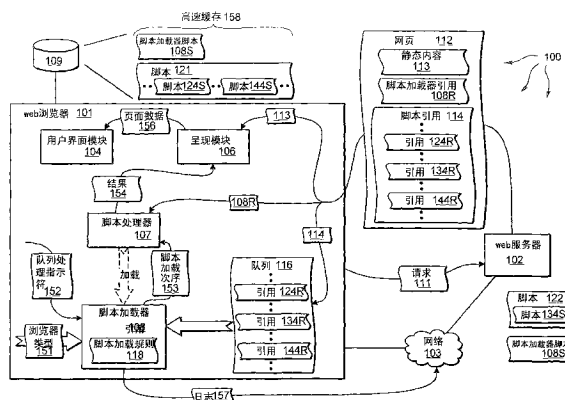 高速缓存 158
脚本加载器脚本
108S
脚本 121
脚本124S
脚本144S
109
web浏览器 101
页面数据
156
113
用户界面模块
104
呈现模块
106
结果
154
108R
脚本处理器
107
114
加载
脚本
加载
次序
153
队列处
理指示
符
152
脚本加载器
引擎
脚本加载规则
118
浏览器
类型
151
队列 116
引用 124R
引用 134R
引用 144R
日志157
网页 112
静态内容
113
脚本加载器引用
108R
脚本引用 114
引用
124R
引用
134R
引用
144R
100
web服务器
102
请求
111
网络
103
脚本 122
脚本 134S
脚本加载器脚本
108S